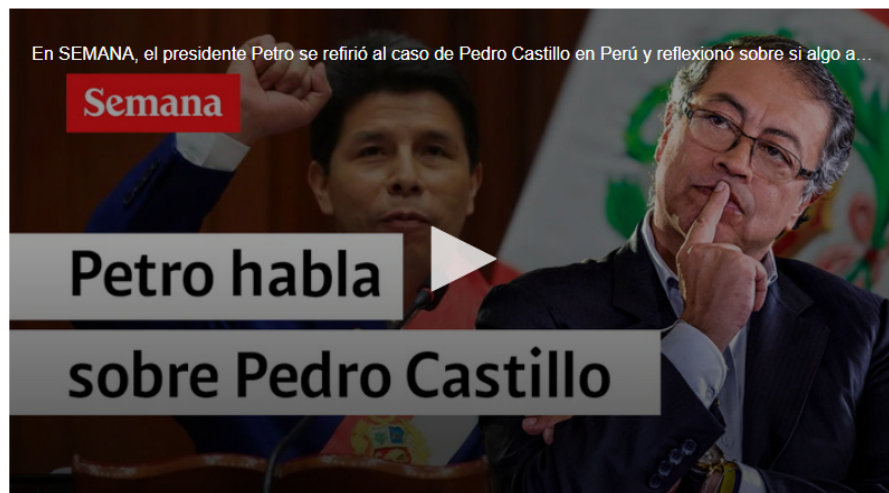 En SEMANA, el presidente Petro se refirió al caso de Pedro Castillo en Perú y reflexionó sobre si algo a...
Semana
Petro habla
sobre Pedro Castillo